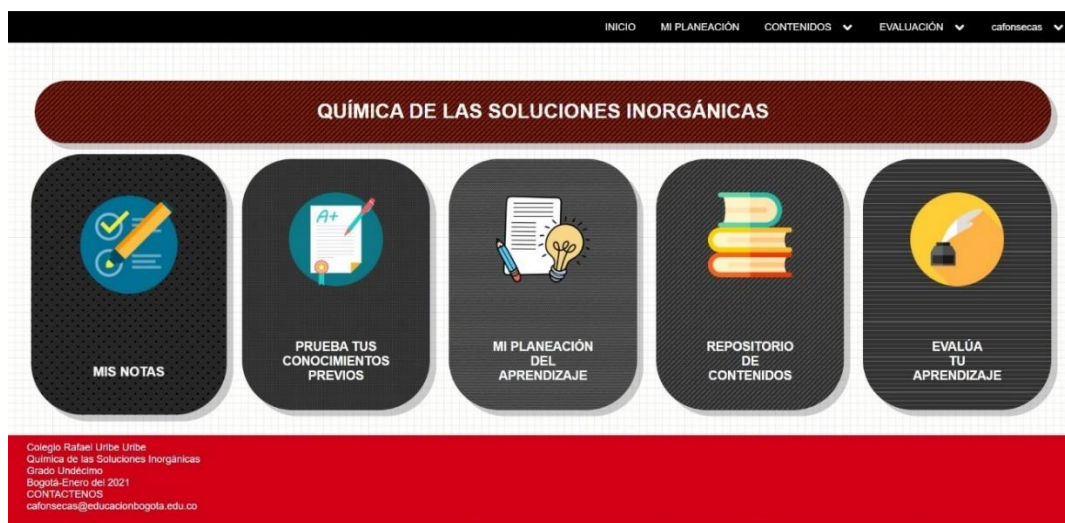 INICIO MI PLANEACIÓN CONTENIDOS EVALUACIÓN cafonsecas
QUÍMICA DE LAS SOLUCIONES INORGÁNICAS
A+
MIS NOTAS
PRUEBA TUS
CONOCIMIENTOS
PREVIOS
MI PLANEACIÓN
DEL
APRENDIZAJE
REPOSITORIO
DE
CONTENIDOS
EVALÚA
TU
APRENDIZAJE
Colegio Rafael Uribe Uribe
Química de las Soluciones Inorgánicas
Grado Undécimo
Bogotá-Enero del 2021
CONTACTENOS
cafonsecas@educacionbogota.edu.co